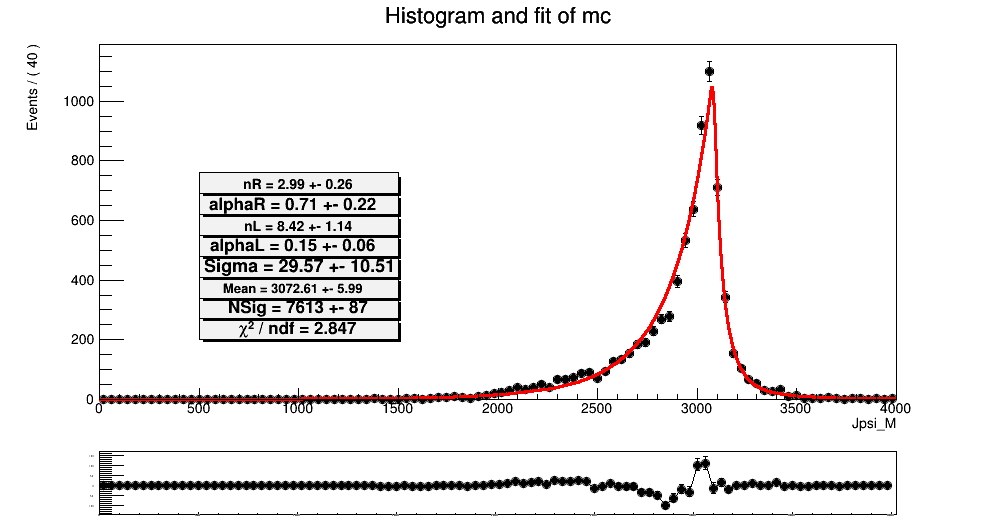 Histogram and fit of mc
Events / ( 40 )
1000
800
600
400
200
0
nR = 2.99 +- 0.26
alphaR = 0.71 +- 0.22
nL = 8.42 +- 1.14
alphaL = 0.15 +- 0.06
Sigma = 29.57 +- 10.51
Mean = 3072.61 +- 5.99
NSig = 7613 +- 87
χ² / ndf = 2.847
0 500 1000 1500 2000 2500 3000 3500 4000
Jpsi_M